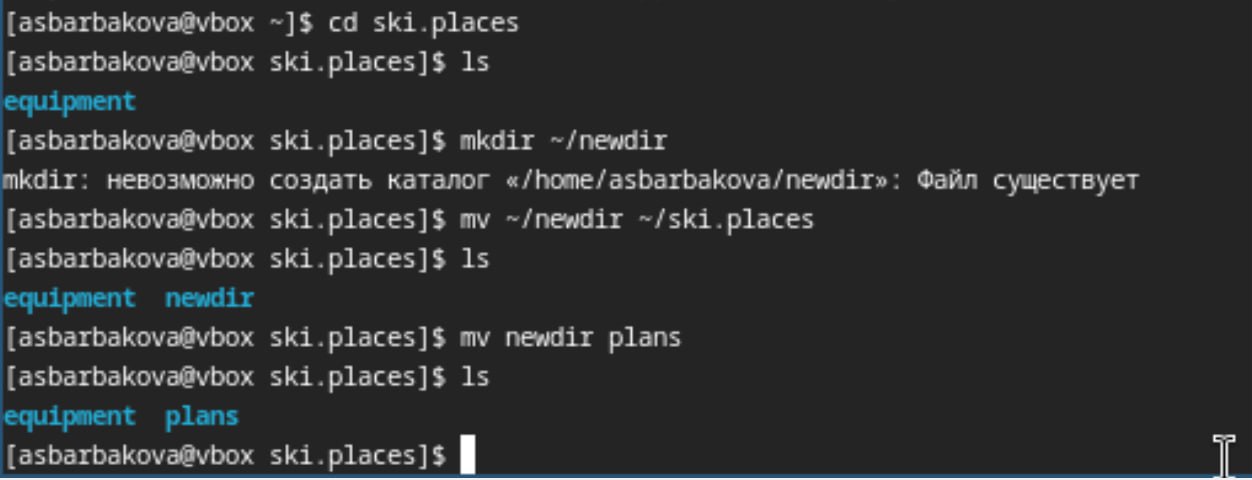 [asbarbakova@vbox ~]$ cd ski.places
[asbarbakova@vbox ski.places]$ ls
equipment
[asbarbakova@vbox ski.places]$ mkdir ~/newdir
mkdir: невозможно создать каталог «/home/asbarbakova/newdir»: Файл существует
[asbarbakova@vbox ski.places]$ mv ~/newdir ~/ski.places
[asbarbakova@vbox ski.places]$ ls
equipment  newdir
[asbarbakova@vbox ski.places]$ mv newdir plans
[asbarbakova@vbox ski.places]$ ls
equipment  plans
[asbarbakova@vbox ski.places]$